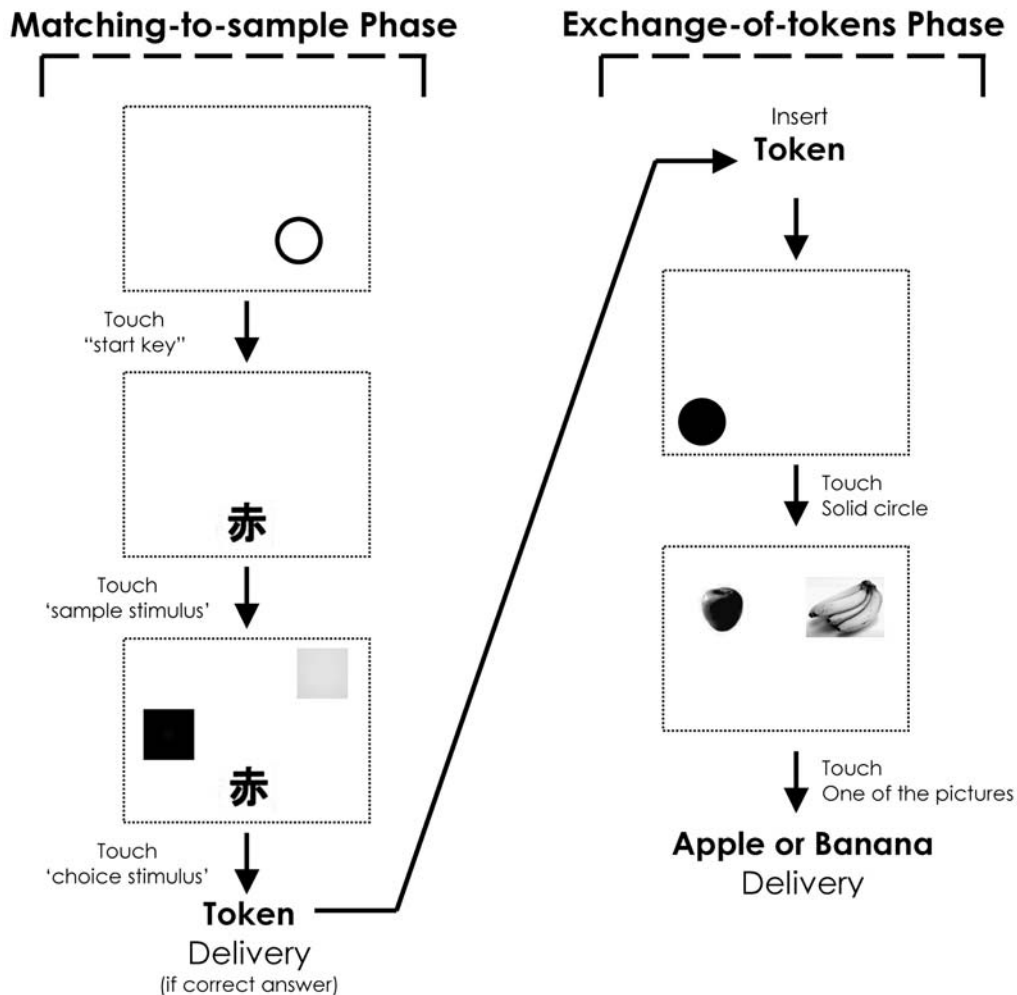 Matching-to-sample Phase
Touch
“start key”
赤
Touch
‘sample stimulus’
赤
Touch
‘choice stimulus’
Token
Delivery
(if correct answer)
Exchange-of-tokens Phase
Insert
Token
Touch
Solid circle
Touch
One of the pictures
Apple or Banana
Delivery